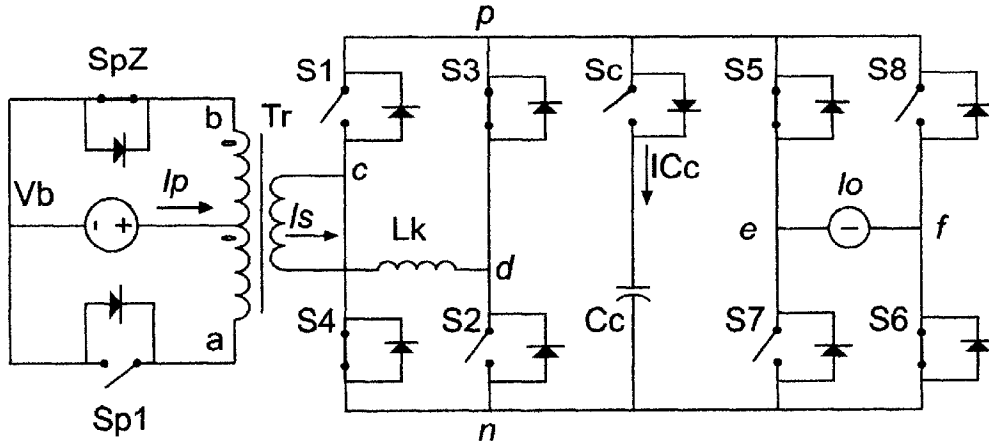 p
SpZ
S1
S3
Sc
S5
S8
b
Tr
c
ICc
Vb
Ip
Io
- +
Is
Lk
e
-
f
d
a
S4
S2
Cc
S7
S6
Sp1
n